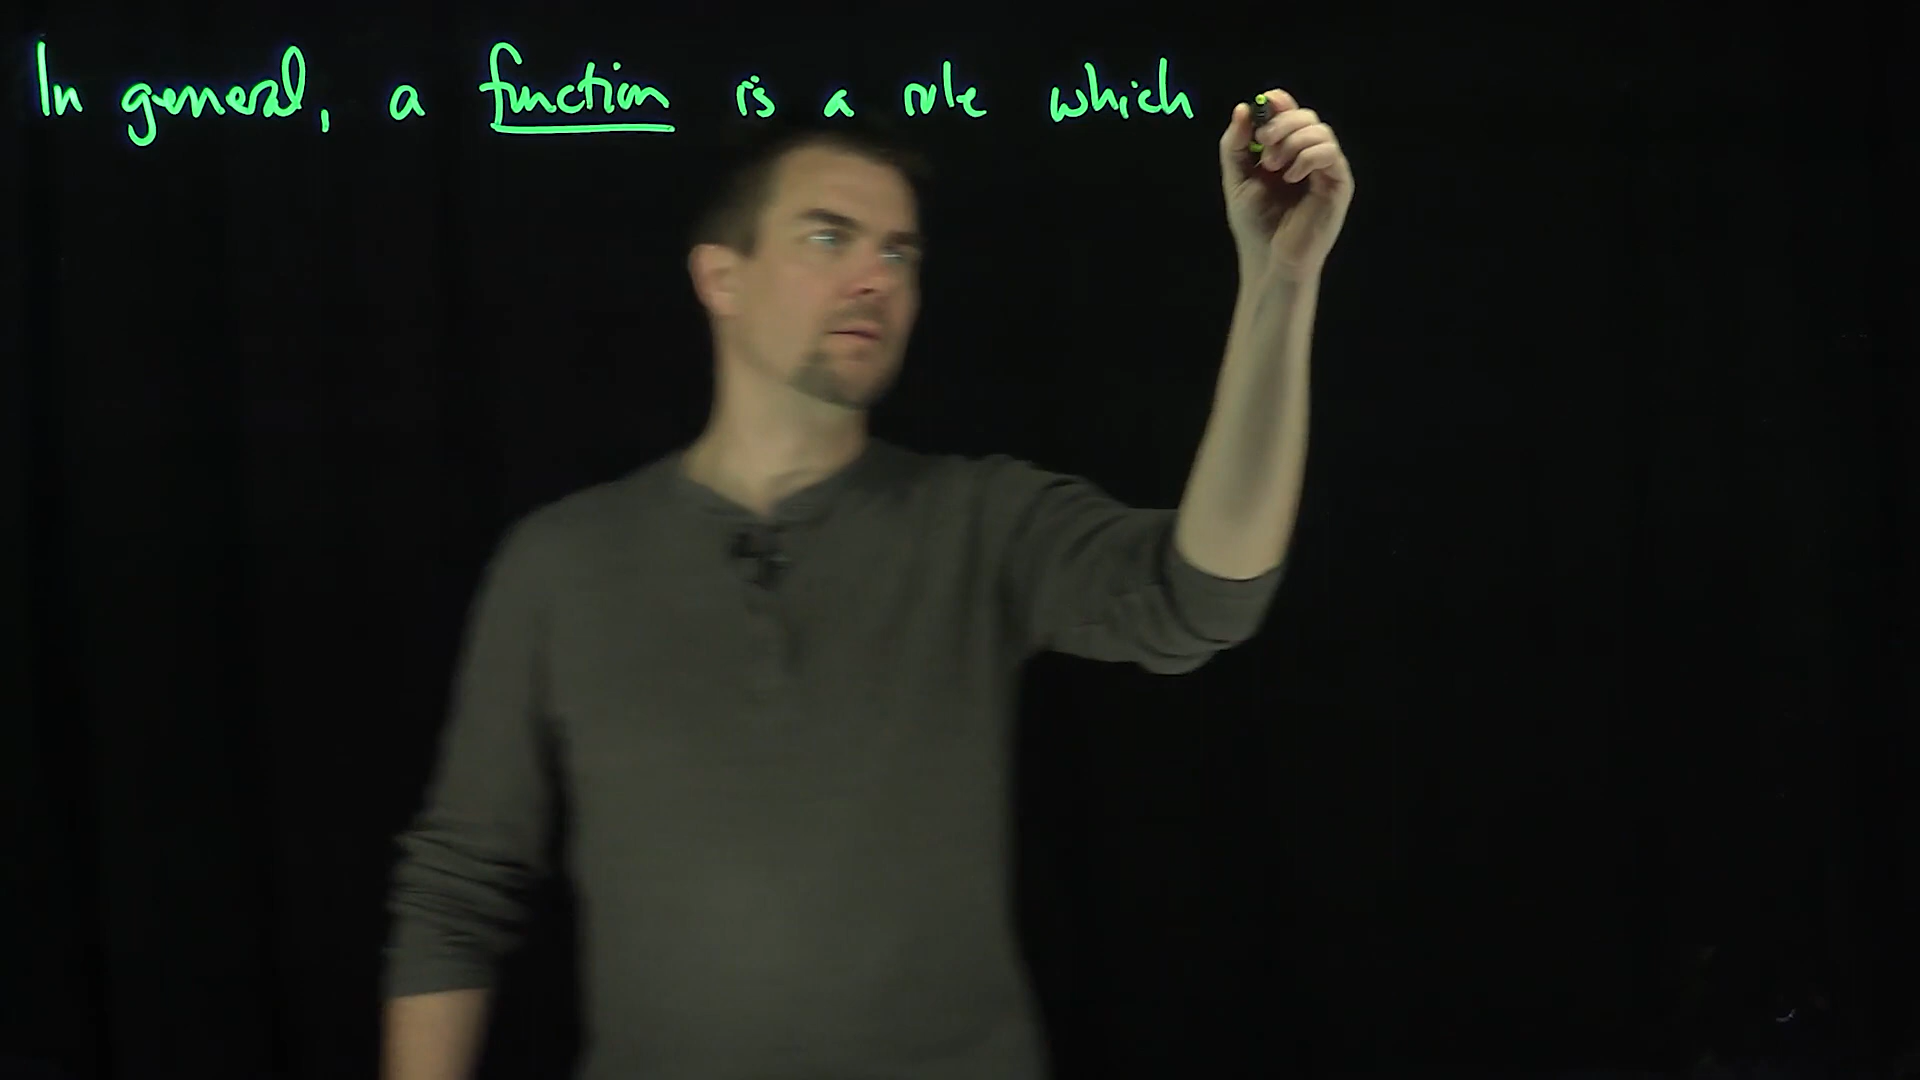 In general, a function is a rule which